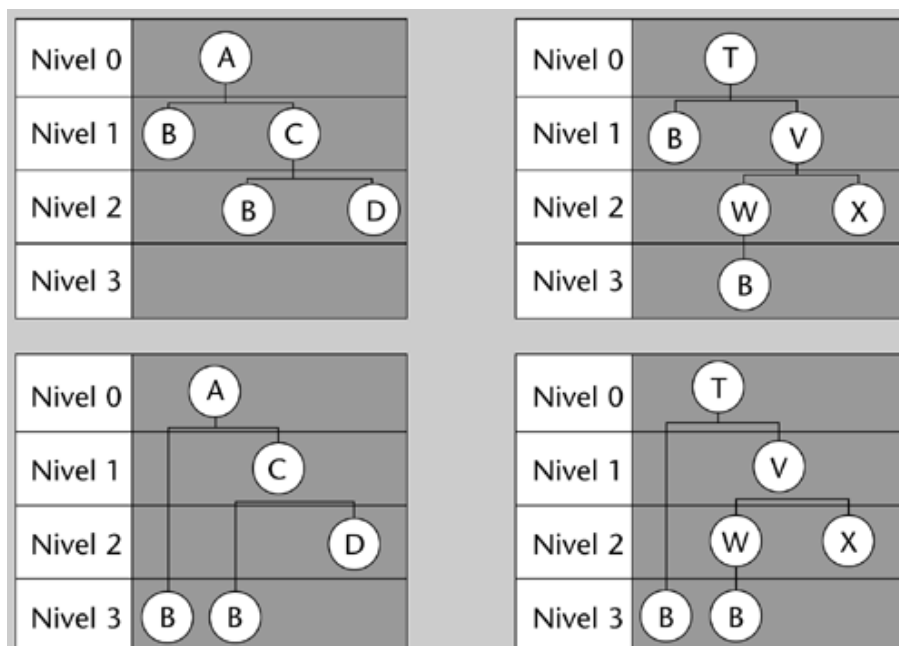 Nivel 0 A
Nivel 1 B C
Nivel 2 B D
Nivel 3
Nivel 0 T
Nivel 1 B V
Nivel 2 W X
Nivel 3 B
Nivel 0 A
Nivel 1 C
Nivel 2 D
Nivel 3 B B
Nivel 0 T
Nivel 1 V
Nivel 2 W X
Nivel 3 B B